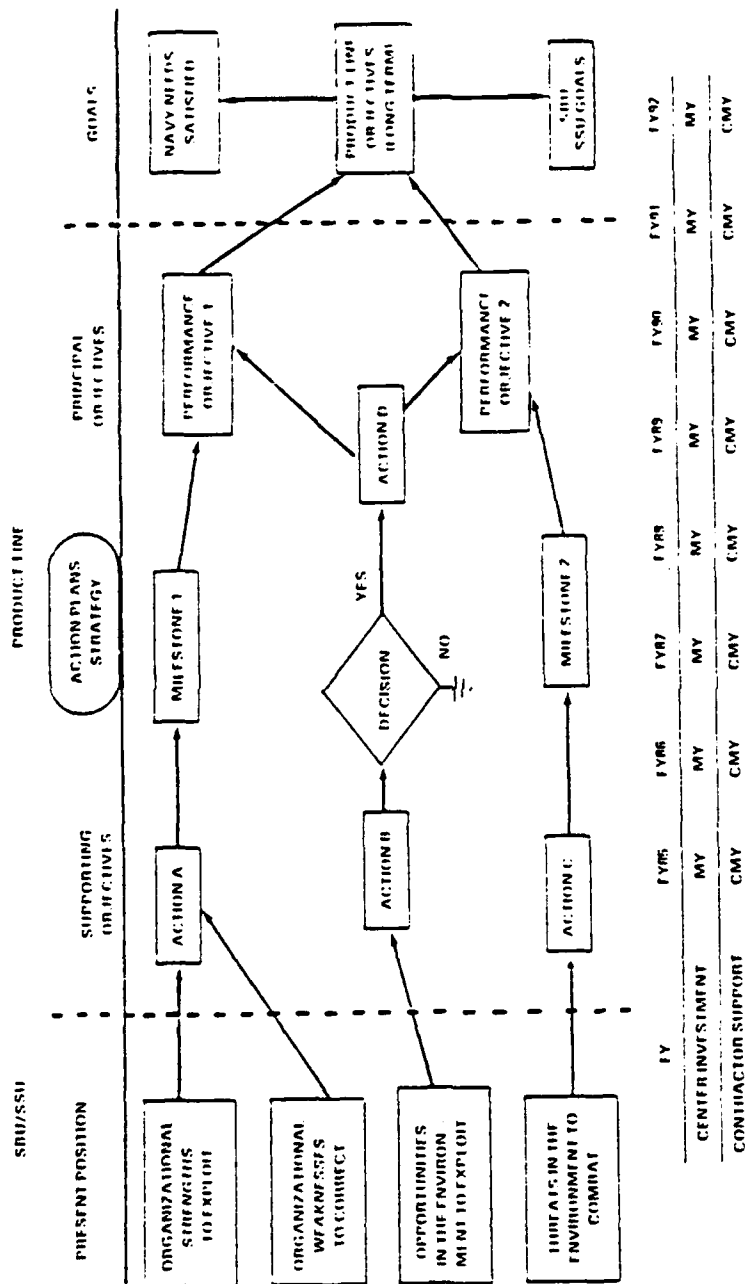 SBU/SSU
PRODUCT LINE
PRESENT POSITION
SUPPORTING
OBJECTIVES
ACTION PLANS
STRATEGY
PRINCIPAL
OBJECTIVES
GOALS
ORGANIZATIONAL
STRENGTHS
TO EXPLOIT
ACTION A
MILESTONE 1
PERFORMANCE
OBJECTIVE 1
NAVY NEEDS
SATISFIED
ORGANIZATIONAL
WEAKNESSES
TO CORRECT
OPPORTUNITIES
IN THE ENVIRON
MENT TO EXPLOIT
ACTION B
DECISION
YES
NO
ACTION D
PRODUCT LINE
OBJECTIVES
(LONG TERM)
THREATS IN THE
ENVIRONMENT TO
COMBAT
ACTION C
MILESTONE 2
PERFORMANCE
OBJECTIVE 2
SBU
SSU GOALS
FY FY85 FY86 FY87 FY88 FY89 FY90 FY91 FY92
CENTER INVESTMENT MY MY MY MY MY MY MY MY
CONTRACTOR SUPPORT CMY CMY CMY CMY CMY CMY CMY CMY